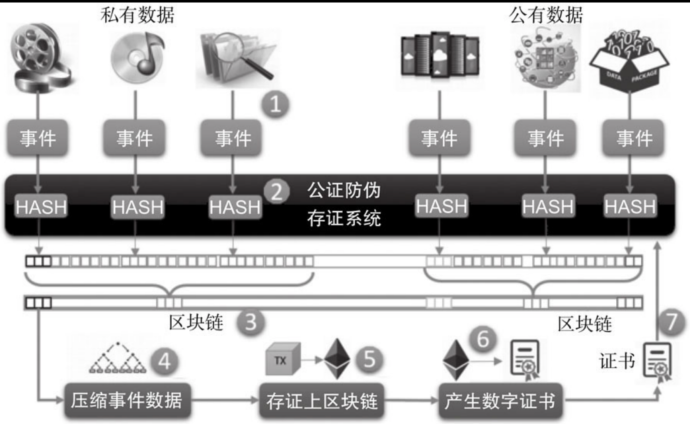 私有数据
公有数据
DATA PACKAGE
1
事件 事件 事件 事件 事件 事件
2
公证防伪
HASH HASH HASH HASH HASH HASH
存证系统
区块链 3 区块链 7
4 TX 5 6 证书
压缩事件数据 存证上区块链 产生数字证书